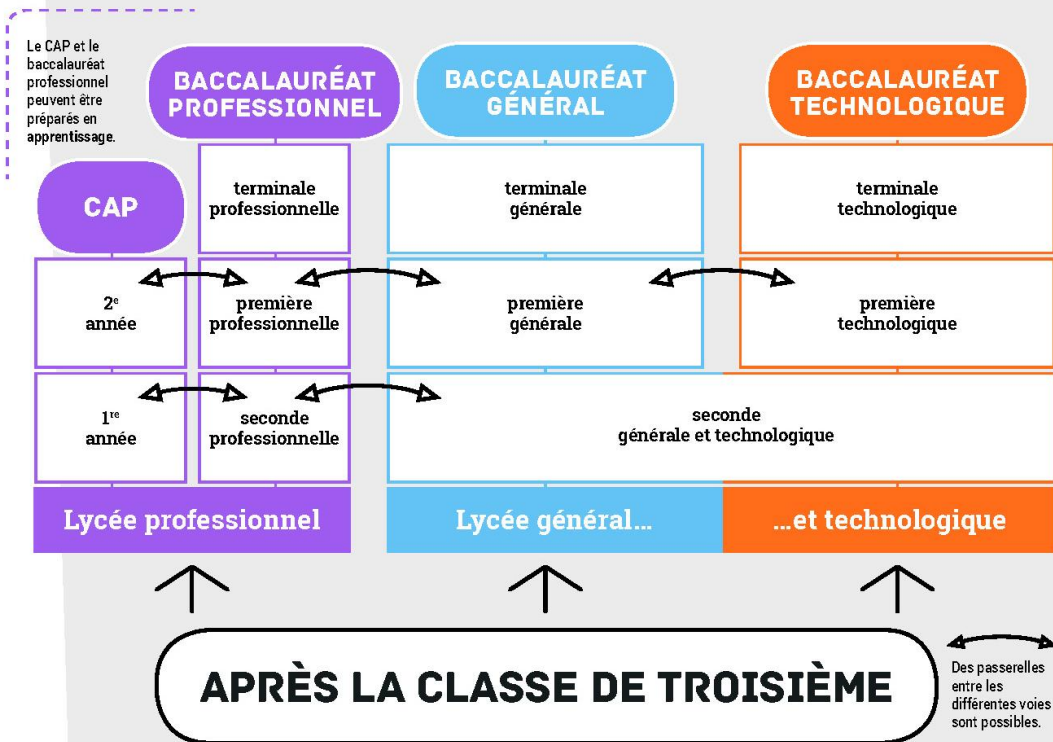 Le CAP et le
baccalauréat
professionnel
peuvent être
préparés en
apprentissage.
BACCALAURÉAT
PROFESSIONNEL
BACCALAURÉAT
GÉNÉRAL
BACCALAURÉAT
TECHNOLOGIQUE
CAP
terminale
professionnelle
terminale
générale
terminale
technologique
2e
année
première
professionnelle
première
générale
première
technologique
1re
année
seconde
professionnelle
seconde
générale et technologique
Lycée professionnel
Lycée général...
...et technologique
APRÈS LA CLASSE DE TROISIÈME
Des passerelles
entre les
différentes voies
sont possibles.